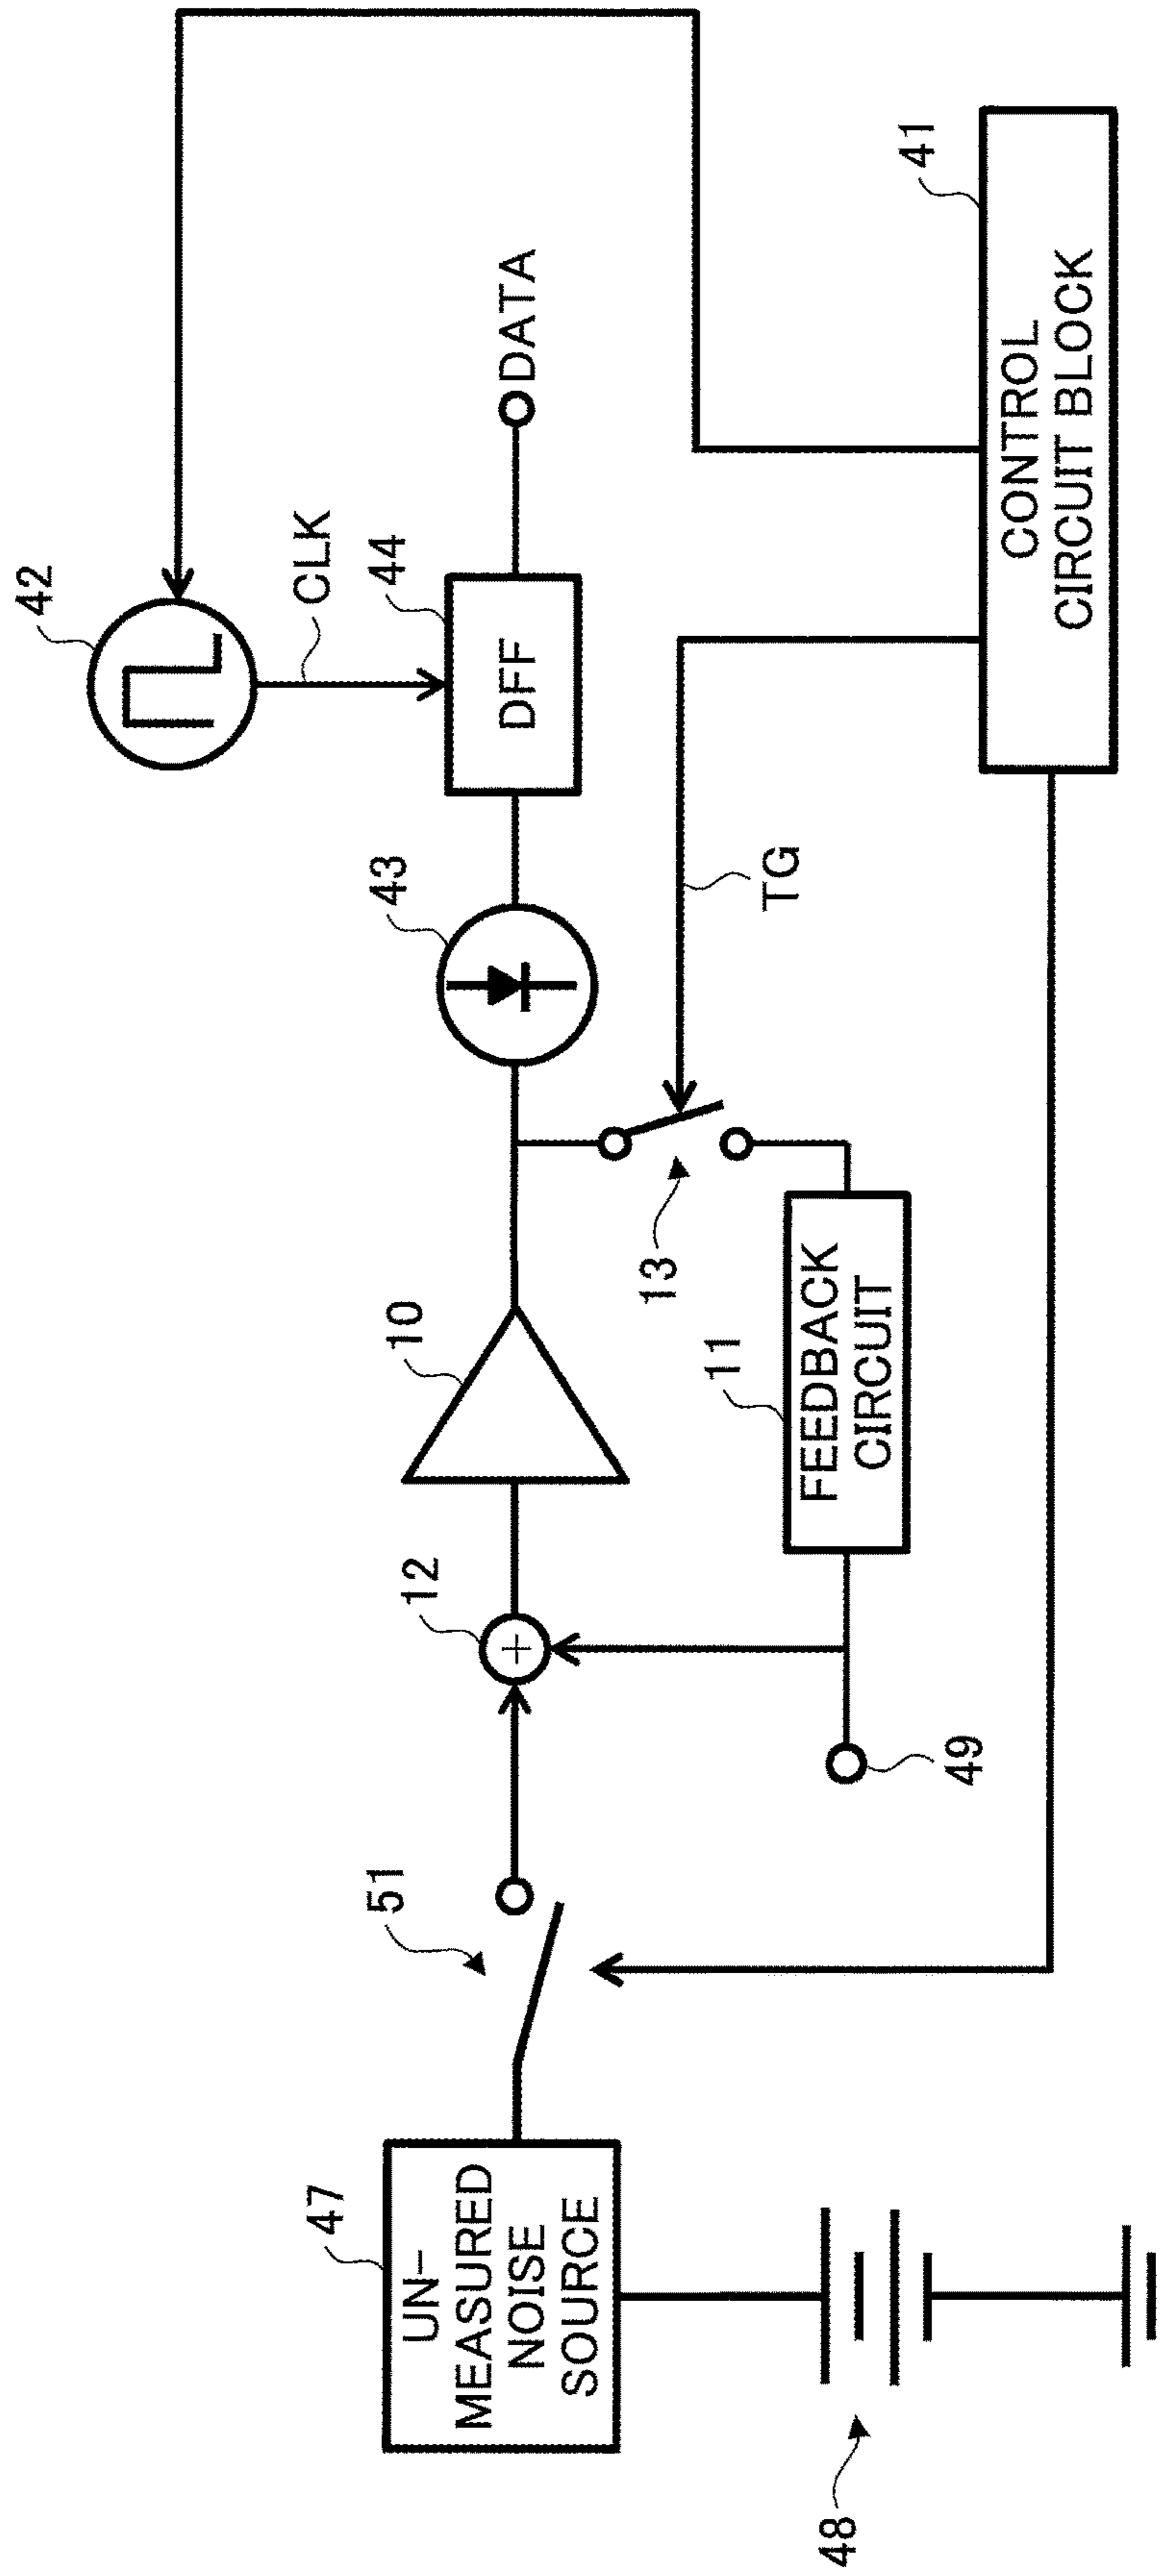 47
UN-
MEASURED
NOISE
SOURCE
48
51
12
49
10
11
FEEDBACK
CIRCUIT
13
43
TG
42
CLK
44
DFF
DATA
41
CONTROL
CIRCUIT BLOCK